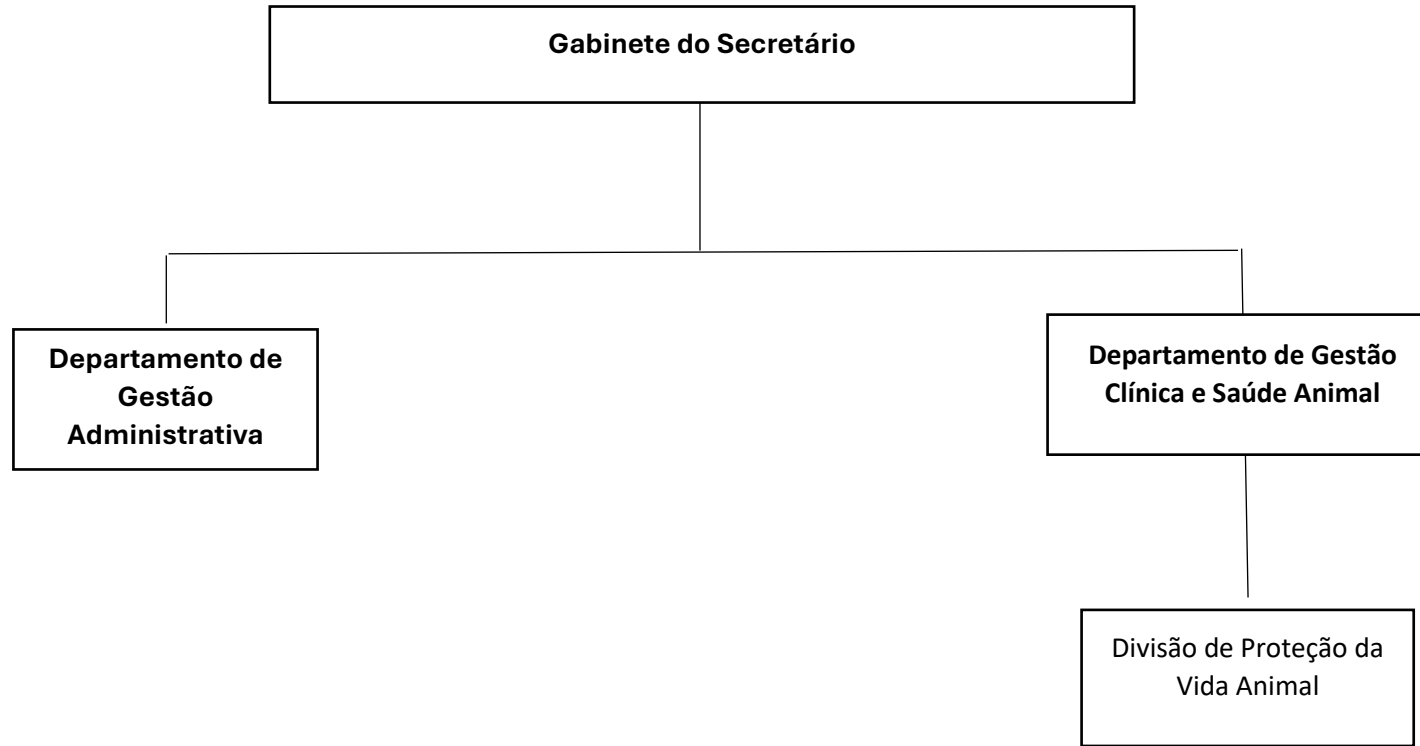 Gabinete do Secretário
Departamento de
Gestão
Administrativa
Departamento de Gestão
Clínica e Saúde Animal
Divisão de Proteção da
Vida Animal